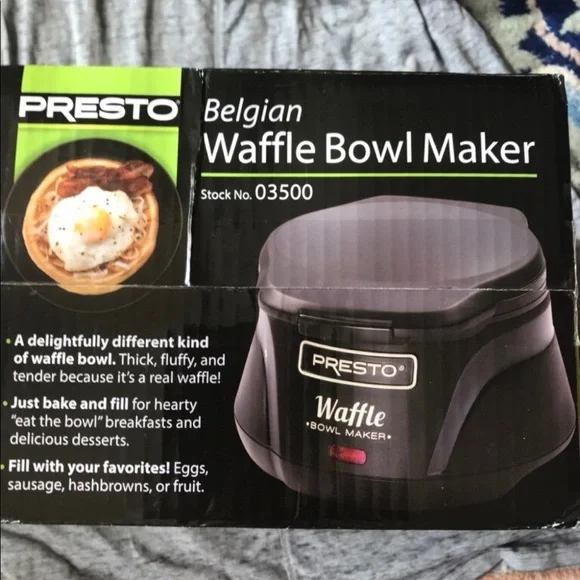 PRESTO®
Belgian
Waffle Bowl Maker
Stock No. 03500
• A delightfully different kind
of waffle bowl. Thick, fluffy, and
tender because it's a real waffle!
• Just bake and fill for hearty
"eat the bowl" breakfasts and
delicious desserts.
• Fill with your favorites! Eggs,
sausage, hashbrowns, or fruit.
PRESTO®
Waffle
•BOWL MAKER•